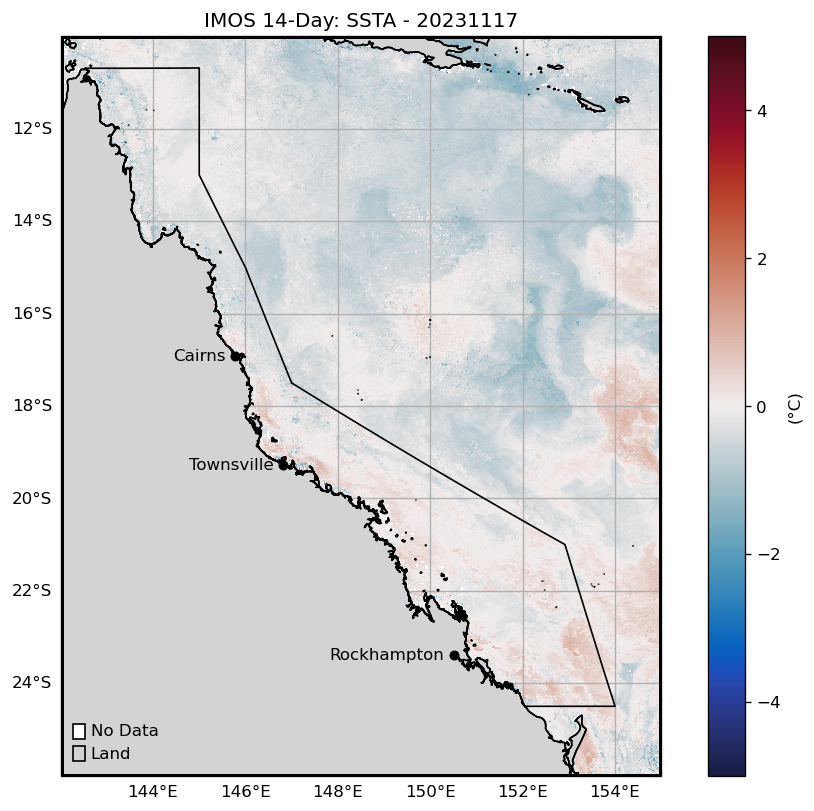 IMOS 14-Day: SSTA - 20231117
12°S
14°S
16°S
18°S
20°S
22°S
24°S
Cairns
Townsville
Rockhampton
No Data
Land
144°E
146°E
148°E
150°E
152°E
154°E
4
2
0
−2
−4
(°C)